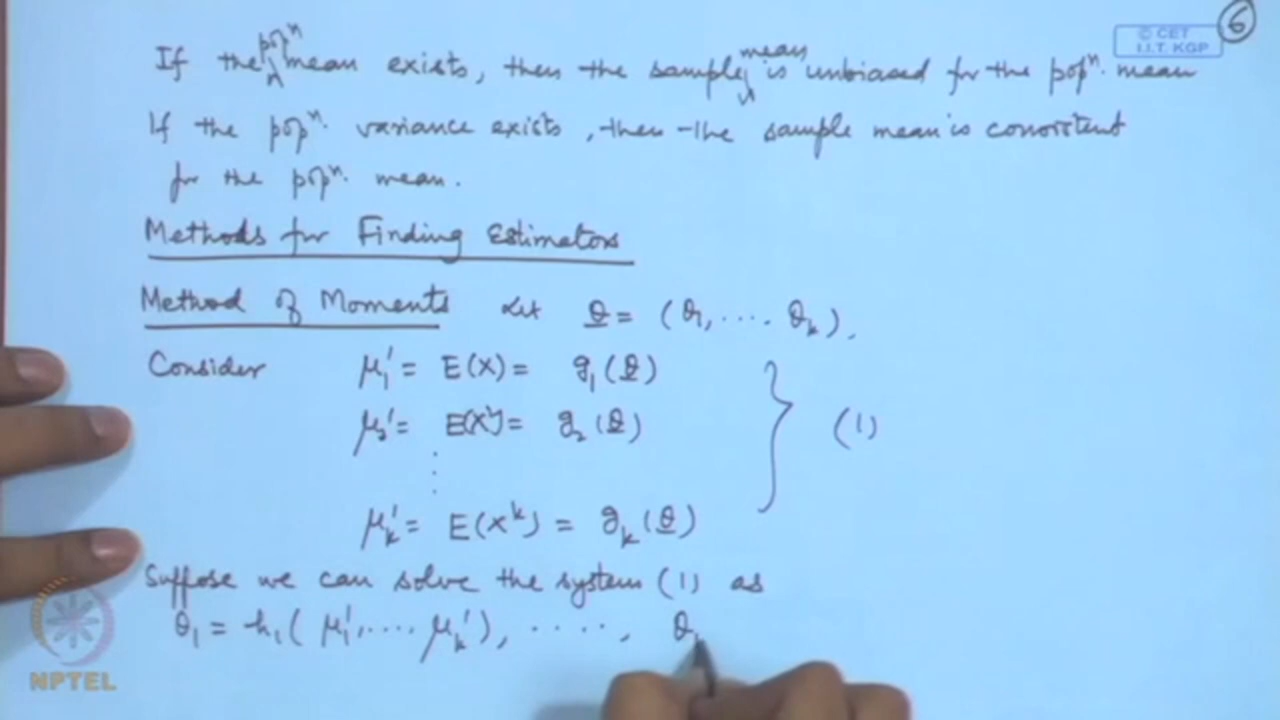 6
© CET
I.I.T. KGP
If the popⁿ mean exists, then the sample mean is unbiased for the popⁿ. mean
If the popⁿ. variance exists, then the sample mean is consistent
for the popⁿ. mean.
Methods for Finding Estimators
Method of Moments Let θ = (θ₁, .... θₖ).
Consider μ₁' = E(X) = g₁(θ)
μ₂' = E(X²) = g₂(θ)
⋮
μₖ' = E(Xᵏ) = gₖ(θ)
(1)
Suppose we can solve the system (1) as
θ₁ = h₁( μ₁', .... μₖ'), ....., θ
NPTEL